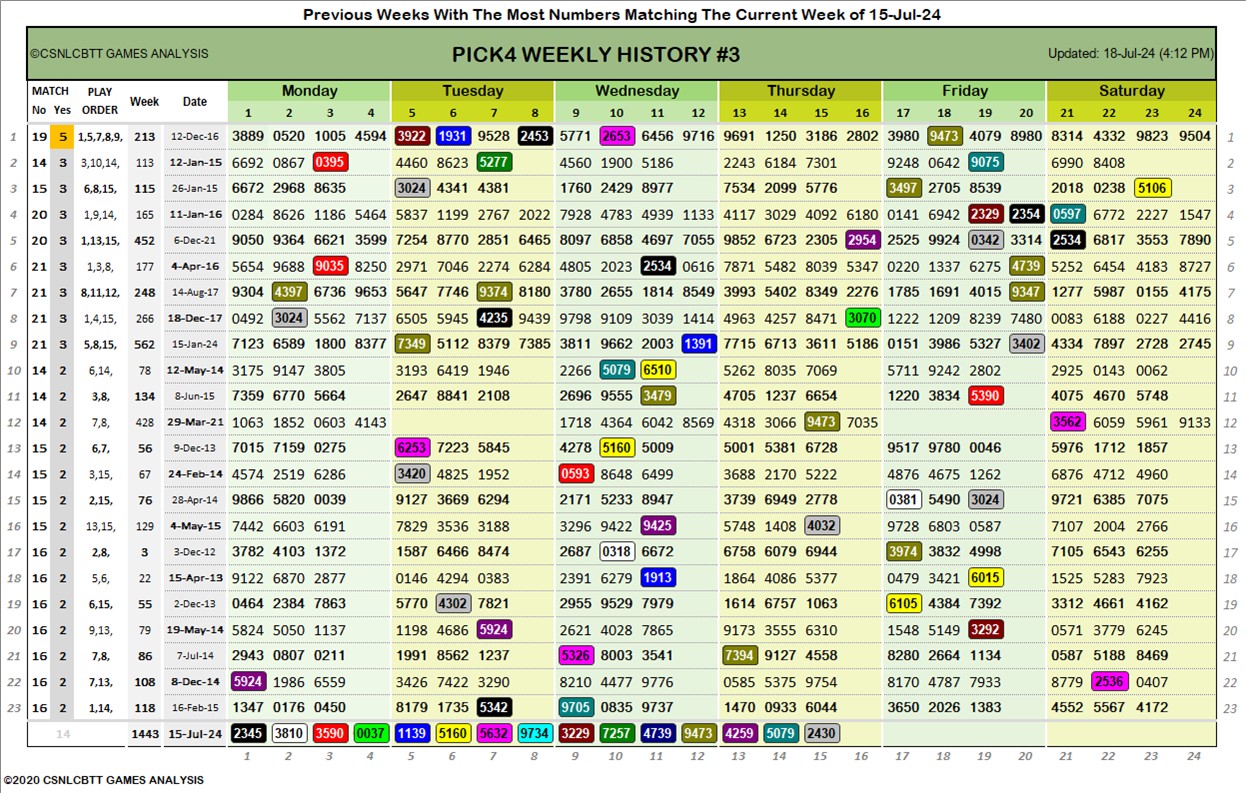 Previous Weeks With The Most Numbers Matching The Current Week of 15-Jul-24
©CSNLCBTT GAMES ANALYSIS PICK4 WEEKLY HISTORY #3 Updated: 18-Jul-24 (4:12 PM)
MATCH PLAY Week Date Monday Tuesday Wednesday Thursday Friday Saturday
No Yes ORDER 1 2 3 4 5 6 7 8 9 10 11 12 13 14 15 16 17 18 19 20 21 22 23 24
1 19 5 1,5,7,8,9, 213 12-Dec-16 3889 0520 1005 4594 3922 1931 9528 2453 5771 2653 6456 9716 9691 1250 3186 2802 3980 9473 4079 8980 8314 4332 9823 9504 1
2 14 3 3,10,14, 113 12-Jan-15 6692 0867 0395 4460 8623 5277 4560 1900 5186 2243 6184 7301 9248 0642 9075 6990 8408 2
3 15 3 6,8,15, 115 26-Jan-15 6672 2968 8635 3024 4341 4381 1760 2429 8977 7534 2099 5776 3497 2705 8539 2018 0238 5106 3
4 20 3 1,9,14, 165 11-Jan-16 0284 8626 1186 5464 5837 1199 2767 2022 7928 4783 4939 1133 4117 3029 4092 6180 0141 6942 2329 2354 0597 6772 2227 1547 4
5 20 3 1,13,15, 452 6-Dec-21 9050 9364 6621 3599 7254 8770 2851 6465 8097 6858 4697 7055 9852 6723 2305 2954 2525 9924 0342 3314 2534 6817 3553 7890 5
6 21 3 1,3,8, 177 4-Apr-16 5654 9688 9035 8250 2971 7046 2274 6284 4805 2023 2534 0616 7871 5482 8039 5347 0220 1337 6275 4739 5252 6454 4183 8727 6
7 21 3 8,11,12, 248 14-Aug-17 9304 4397 6736 9653 5647 7746 9374 8180 3780 2655 1814 8549 3993 5402 8349 2276 1783 1691 4015 9347 1277 5987 0155 4175 7
8 21 3 1,4,15, 266 18-Dec-17 0492 3024 5562 7137 6505 5945 4235 9439 9798 9109 3039 1414 4963 4257 8471 3070 1222 1209 8239 7480 0083 6188 0227 4416 8
9 21 3 5,8,15, 562 15-Jan-24 7123 6589 1800 8377 7349 5112 8379 7385 3811 9662 2003 1391 7715 6713 3611 5186 0151 3986 5327 3402 4334 7897 2728 2745 9
10 14 2 6,14, 78 12-May-14 3175 9147 3805 3193 6419 1946 2266 5079 6510 5262 8035 7069 5711 9242 2802 2925 0143 0062 10
11 14 2 3,8, 134 8-Jun-15 7359 6770 5664 2647 8841 2108 2696 9555 3479 4705 1237 6654 1220 3834 5390 4075 4670 5748 11
12 14 2 7,8, 428 29-Mar-21 1063 1852 0603 4143 1718 4364 6042 8569 4318 3066 9473 7035 3562 6059 5961 9133 12
13 15 2 6,7, 56 9-Dec-13 7015 7159 0275 6253 7223 5845 4278 5160 5009 5001 5381 6728 9517 9780 0046 5976 1712 1857 13
14 15 2 3,15, 67 24-Feb-14 4574 2519 6286 3420 4825 1952 0593 8648 6499 3688 2170 5222 4876 4675 1262 6876 4712 4960 14
15 15 2 2,15, 76 28-Apr-14 9866 5820 0039 9127 3669 6294 2171 5233 8947 3739 6949 2778 0381 5490 3024 9721 6385 7075 15
16 15 2 13,15, 129 4-May-15 7442 6603 6191 7829 3536 3188 3296 9422 9425 5748 1408 4032 9728 6803 0587 7107 2004 2766 16
17 16 2 2,8, 3 3-Dec-12 3782 4103 1372 1587 6466 8474 2687 0318 6672 6758 6079 6944 3974 3832 4998 7105 6543 6255 17
18 16 2 5,6, 22 15-Apr-13 9122 6870 2877 0146 4294 0383 2391 6279 1913 1864 4086 5377 0479 3421 6015 1525 5283 7923 18
19 16 2 6,15, 55 2-Dec-13 0464 2384 7863 5770 4302 7821 2955 9529 7979 1614 6757 1063 6105 4384 7392 3312 4661 4162 19
20 16 2 9,13, 79 19-May-14 5824 5050 1137 1198 4686 5924 2621 4028 7865 9173 3555 6310 1548 5149 3292 0571 3779 6245 20
21 16 2 7,8, 86 7-Jul-14 2943 0807 0211 1991 8562 1237 5326 8003 3541 7394 9127 4558 8280 2664 1134 0587 5188 8469 21
22 16 2 7,13, 108 8-Dec-14 5924 1986 6559 3426 7422 3290 8210 4477 9776 0585 5375 9754 8170 4787 7933 8779 2536 0407 22
23 16 2 1,14, 118 16-Feb-15 1347 0176 0450 8179 1735 5342 9705 0835 9737 1470 0933 6044 3650 2026 1383 4552 5567 4172 23
14 1443 15-Jul-24 2345 3810 3590 0037 1139 5160 5632 9734 3229 7257 4739 9473 4259 5079 2430
1 2 3 4 5 6 7 8 9 10 11 12 13 14 15 16 17 18 19 20 21 22 23 24
©2020 CSNLCBTT GAMES ANALYSIS